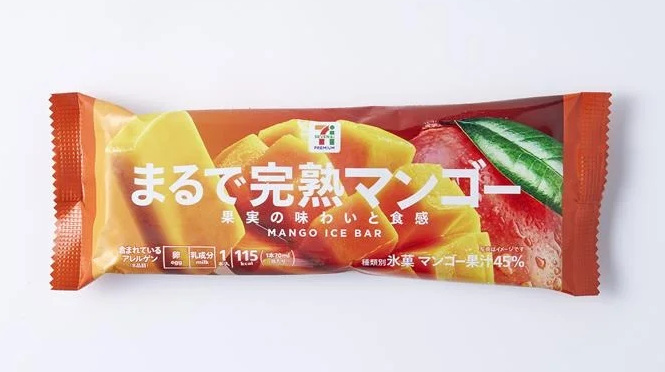 7i
SEVEN & i
PREMIUM
まるで完熟マンゴー
果実の味わいと食感
MANGO ICE BAR
写真はイメージです
含まれている
アレルゲン
卵 egg
乳成分 milk
1本入
115 kcal
種類別 氷菓 マンゴー果汁45%